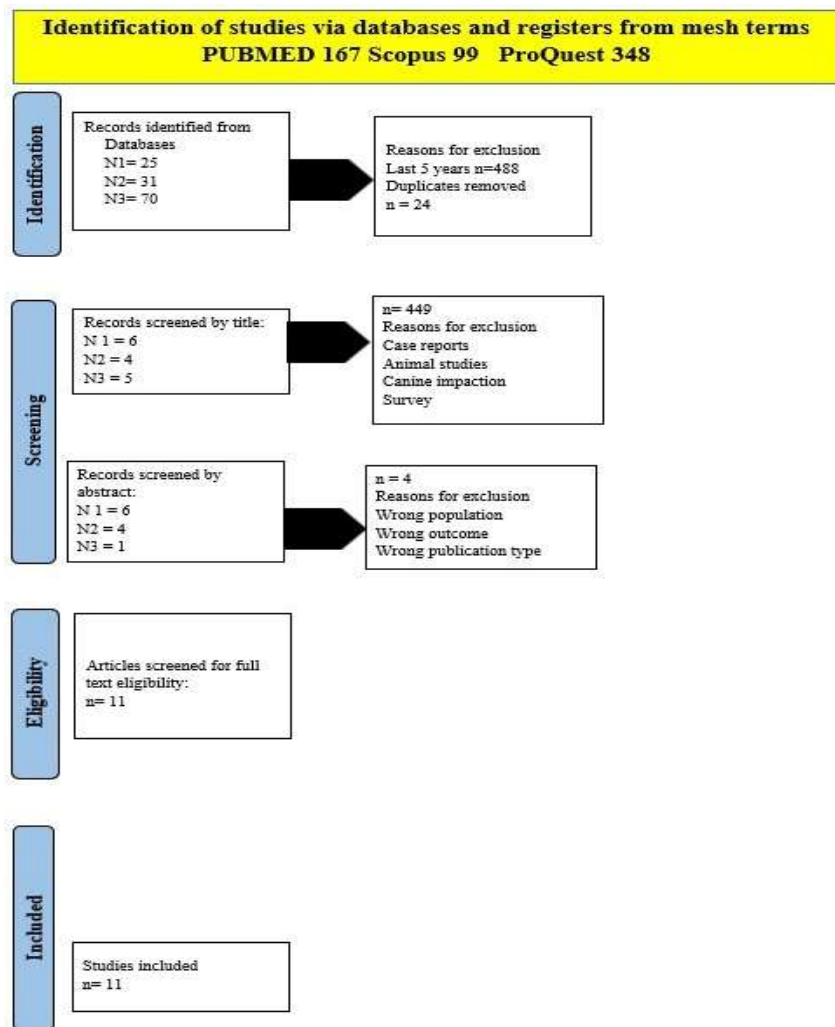 Identification of studies via databases and registers from mesh terms
PUBMED 167 Scopus 99 ProQuest 348
Identification
Records identified from
Databases
N1= 25
N2= 31
N3= 70
Reasons for exclusion
Last 5 years n=488
Duplicates removed
n = 24
Screening
Records screened by title:
N 1 = 6
N2 = 4
N3 = 5
n= 449
Reasons for exclusion
Case reports
Animal studies
Canine impaction
Survey
Records screened by
abstract:
N 1 = 6
N2 = 4
N3 = 1
n = 4
Reasons for exclusion
Wrong population
Wrong outcome
Wrong publication type
Eligibility
Articles screened for full
text eligibility:
n= 11
Included
Studies included
n= 11